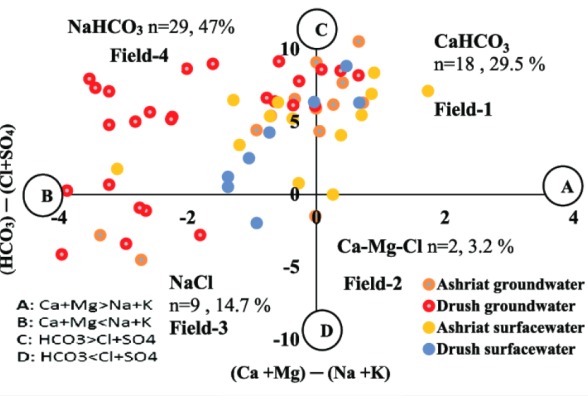 NaHCO₃ n=29, 47%
Field-4
C
10
CaHCO₃
n=18 , 29.5 %
Field-1
5
(HCO₃) — (Cl+SO₄)
B
0
A
-4
-2
0
2
4
Ca-Mg-Cl n=2, 3.2 %
-5
Field-2
NaCl
n=9 , 14.7 %
Field-3
A: Ca+Mg>Na+K
B: Ca+Mg<Na+K
C: HCO3>Cl+SO4
D: HCO3<Cl+SO4
Ashriat groundwater
Drush groundwater
Ashriat surfacewater
Drush surfacewater
-10
D
(Ca +Mg) — (Na +K)